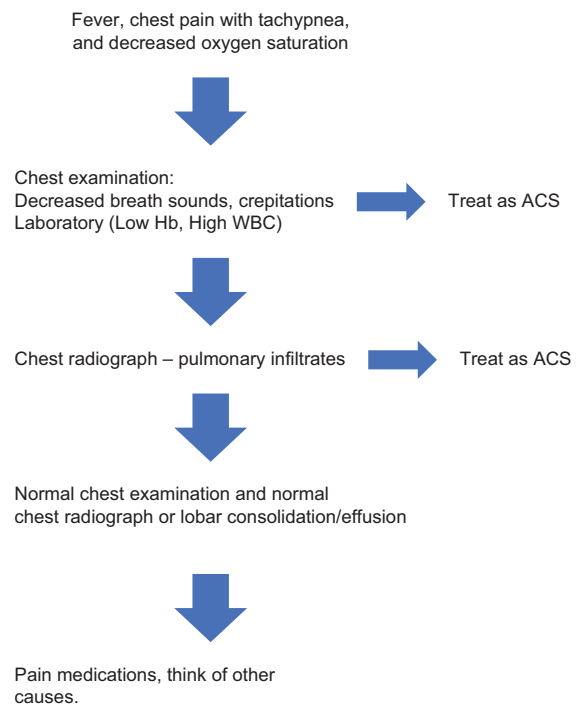 Fever, chest pain with tachypnea,
and decreased oxygen saturation
Chest examination:
Decreased breath sounds, crepitations
Laboratory (Low Hb, High WBC)
Treat as ACS
Chest radiograph – pulmonary infiltrates
Treat as ACS
Normal chest examination and normal
chest radiograph or lobar consolidation/effusion
Pain medications, think of other
causes.